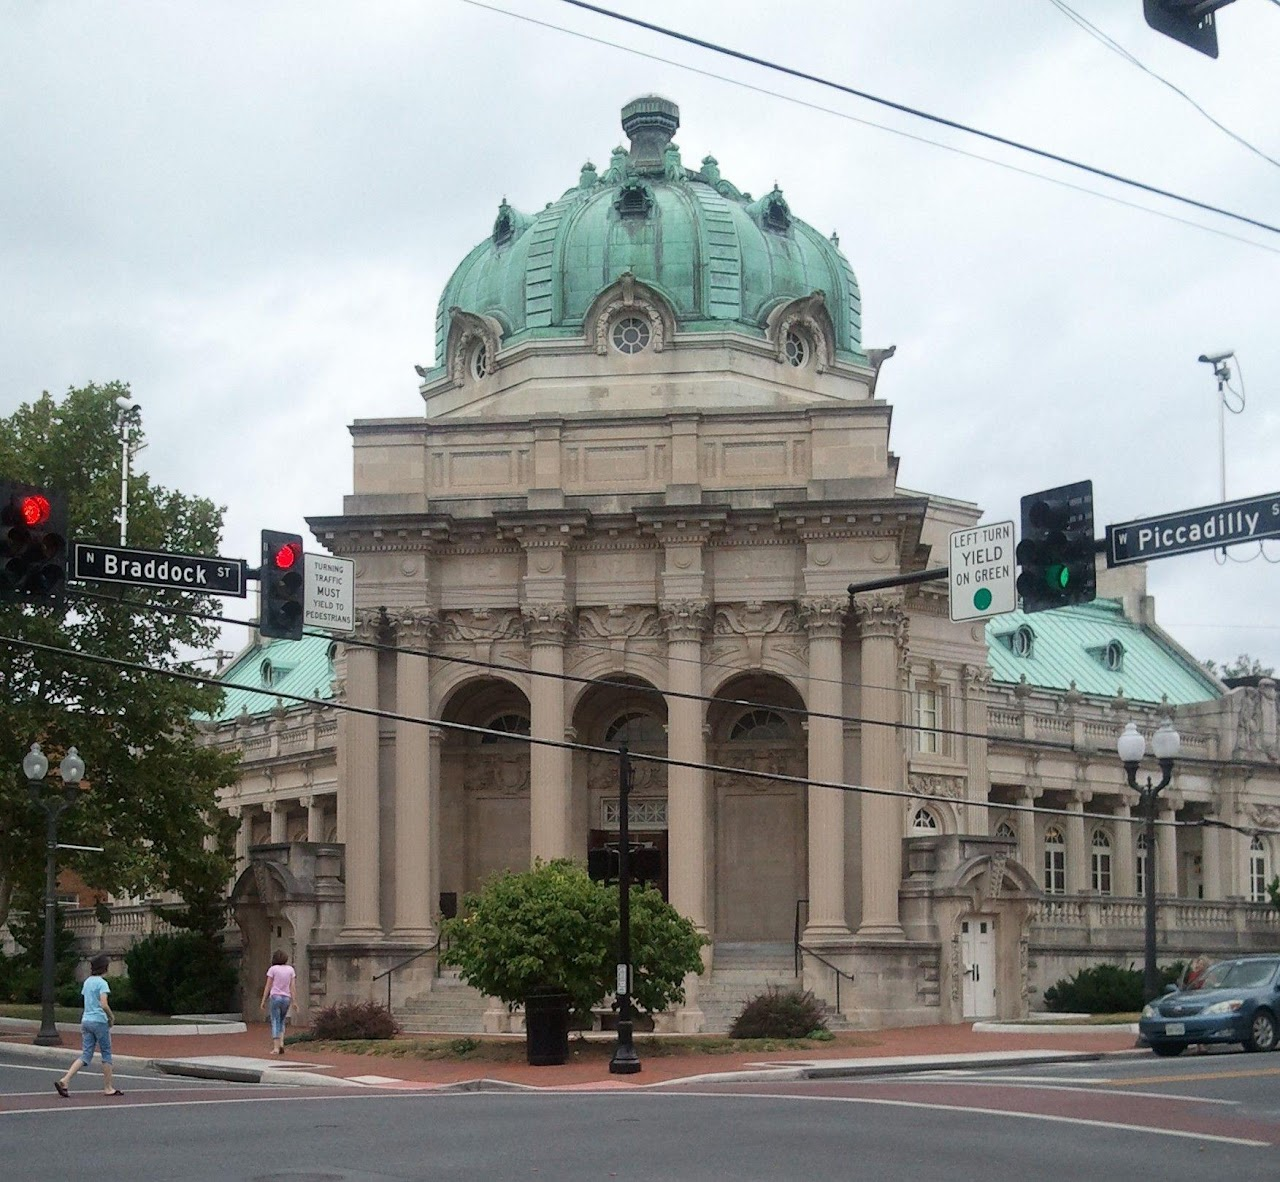 N Braddock ST
TURNING
TRAFFIC
MUST
YIELD TO
PEDESTRIANS
LEFT TURN
YIELD
ON GREEN
W Piccadilly S